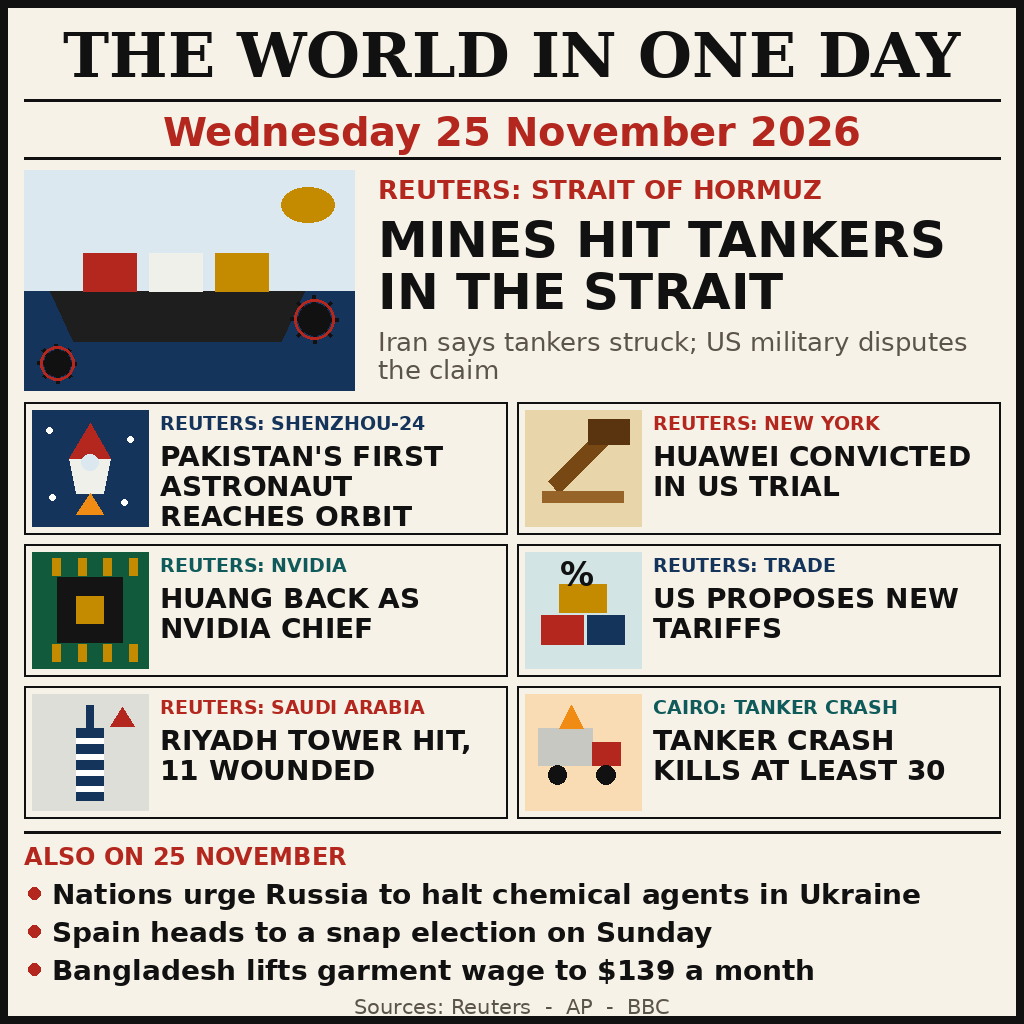 THE WORLD IN ONE DAY
Wednesday 25 November 2026
REUTERS: STRAIT OF HORMUZ
MINES HIT TANKERS
IN THE STRAIT
Iran says tankers struck; US military disputes
the claim
REUTERS: SHENZHOU-24
PAKISTAN'S FIRST
ASTRONAUT
REACHES ORBIT
REUTERS: NEW YORK
HUAWEI CONVICTED
IN US TRIAL
REUTERS: NVIDIA
HUANG BACK AS
NVIDIA CHIEF
%
REUTERS: TRADE
US PROPOSES NEW
TARIFFS
REUTERS: SAUDI ARABIA
RIYADH TOWER HIT,
11 WOUNDED
CAIRO: TANKER CRASH
TANKER CRASH
KILLS AT LEAST 30
ALSO ON 25 NOVEMBER
• Nations urge Russia to halt chemical agents in Ukraine
• Spain heads to a snap election on Sunday
• Bangladesh lifts garment wage to $139 a month
Sources: Reuters - AP - BBC